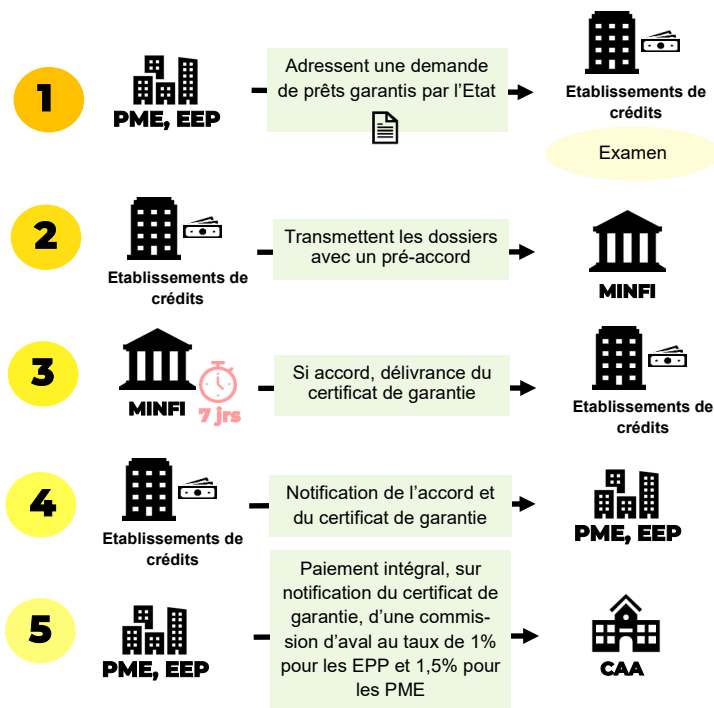 1
PME, EEP
Adressent une demande
de prêts garantis par l'Etat
Etablissements de
crédits
Examen
2
Etablissements de
crédits
Transmettent les dossiers
avec un pré-accord
MINFI
3
MINFI
7 jrs
Si accord, délivrance du
certificat de garantie
Etablissements de
crédits
4
Etablissements de
crédits
Notification de l'accord et
du certificat de garantie
PME, EEP
5
PME, EEP
Paiement intégral, sur
notification du certificat de
garantie, d'une commis-
sion d'aval au taux de 1%
pour les EPP et 1,5% pour
les PME
CAA